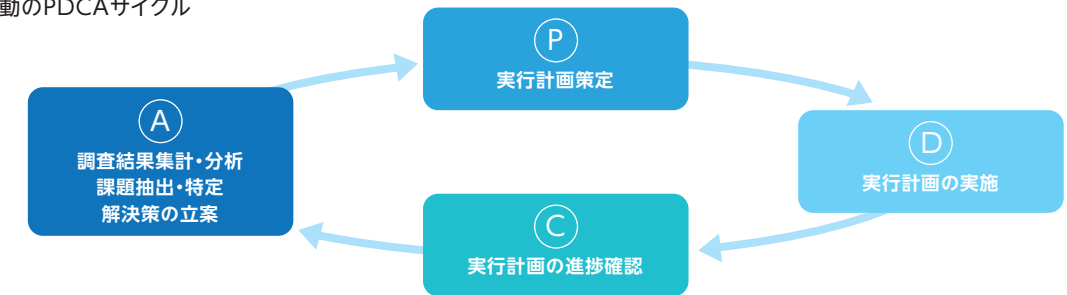 動のPDCAサイクル
P
実行計画策定
A
調査結果集計・分析
課題抽出・特定
解決策の立案
D
実行計画の実施
C
実行計画の進捗確認